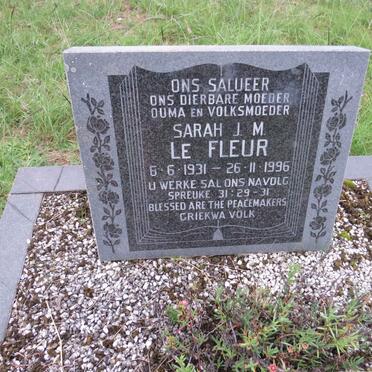 ONS SALUEER
ONS DIERBARE MOEDER
OUMA EN VOLKSMOEDER
SARAH J. M.
LE FLEUR
6·6·1931 – 26·11·1996
U WERKE SAL ONS NAVOLG
SPREUKE 31:29-31
BLESSED ARE THE PEACEMAKERS
GRIEKWA VOLK